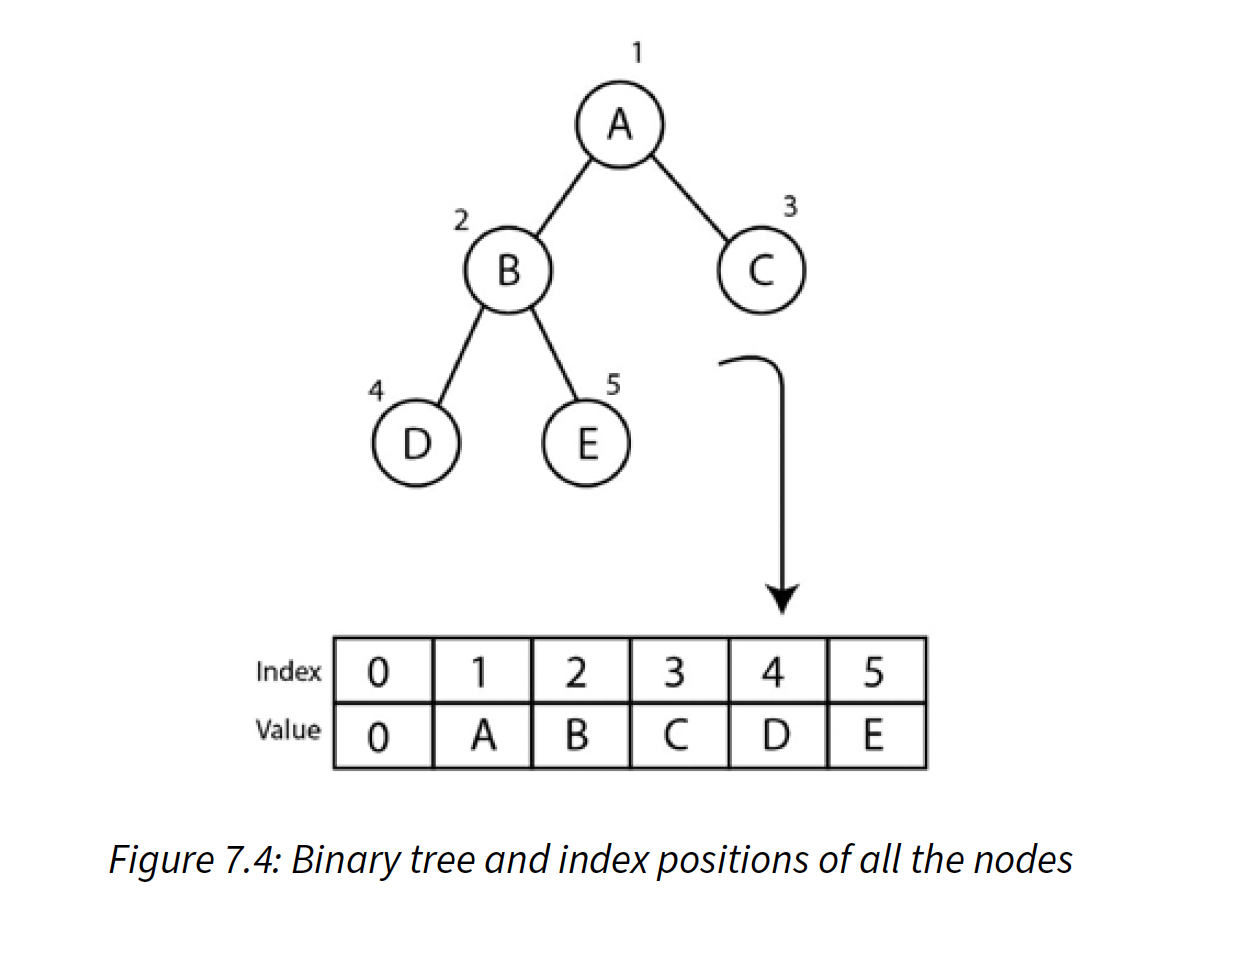 1
A
2
3
B
C
4
5
D
E
Index 0 1 2 3 4 5
Value 0 A B C D E
Figure 7.4: Binary tree and index positions of all the nodes